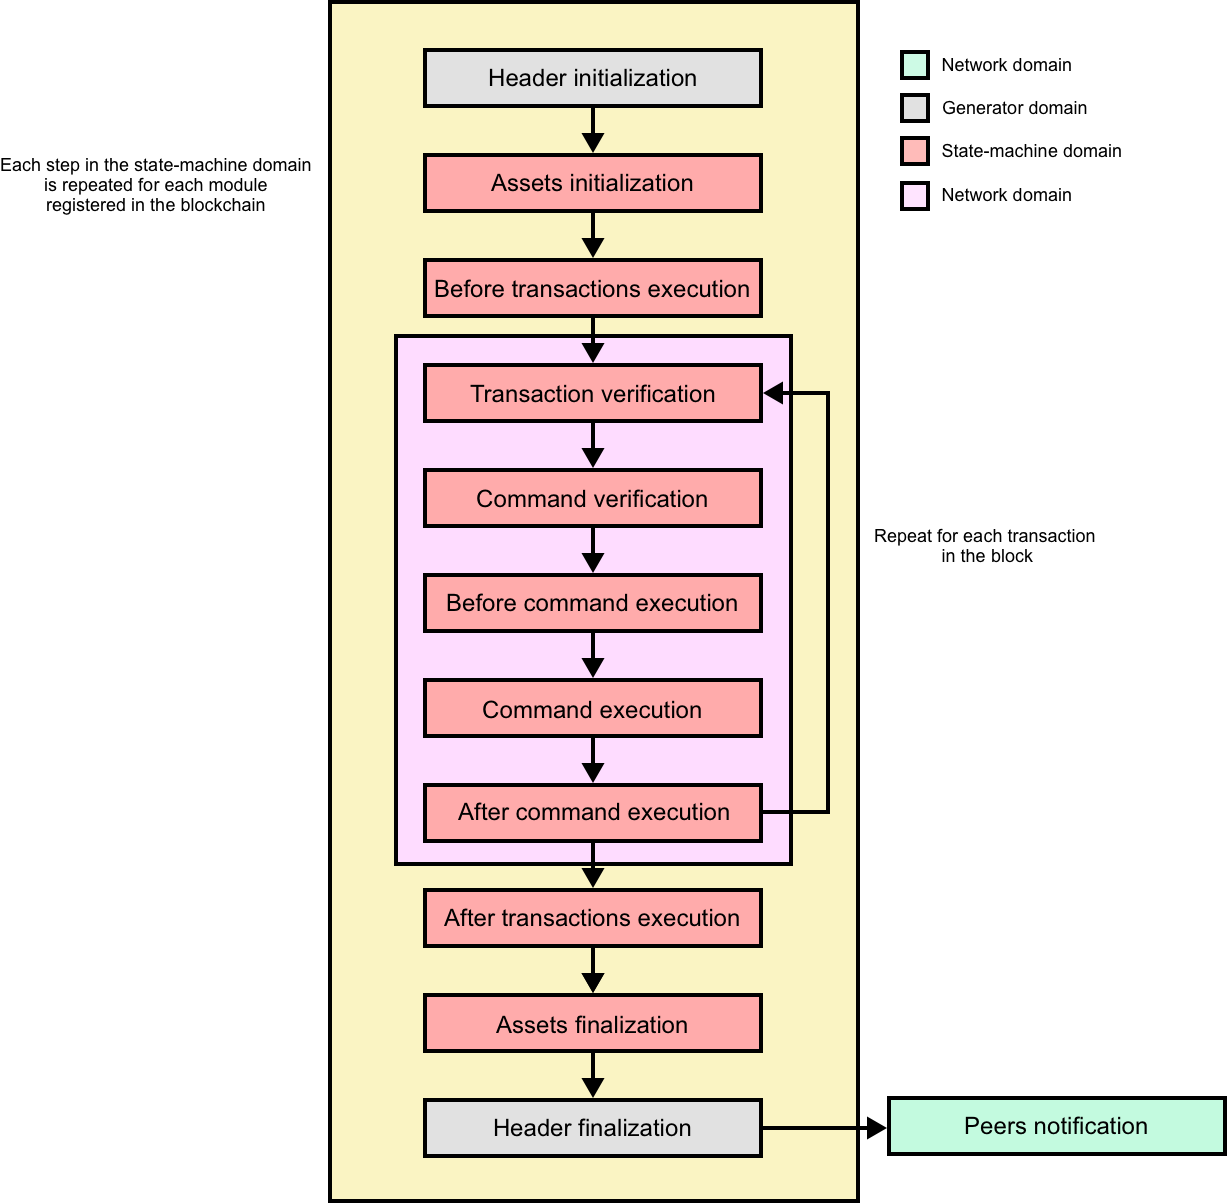 Header initialization
Network domain
Generator domain
State-machine domain
Network domain
Each step in the state-machine domain
is repeated for each module
registered in the blockchain
Assets initialization
Before transactions execution
Transaction verification
Command verification
Repeat for each transaction
in the block
Before command execution
Command execution
After command execution
After transactions execution
Assets finalization
Header finalization
Peers notification